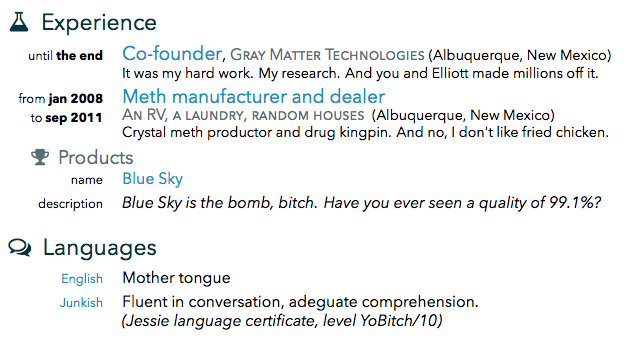 Experience
until the end Co-founder, GRAY MATTER TECHNOLOGIES (Albuquerque, New Mexico)
It was my hard work. My research. And you and Elliott made millions off it.
from jan 2008 Meth manufacturer and dealer
to sep 2011 AN RV, A LAUNDRY, RANDOM HOUSES (Albuquerque, New Mexico)
Crystal meth productor and drug kingpin. And no, I don't like fried chicken.
Products
name Blue Sky
description Blue Sky is the bomb, bitch. Have you ever seen a quality of 99.1%?
Languages
English Mother tongue
Junkish Fluent in conversation, adeguate comprehension.
(Jessie language certificate, level YoBitch/10)